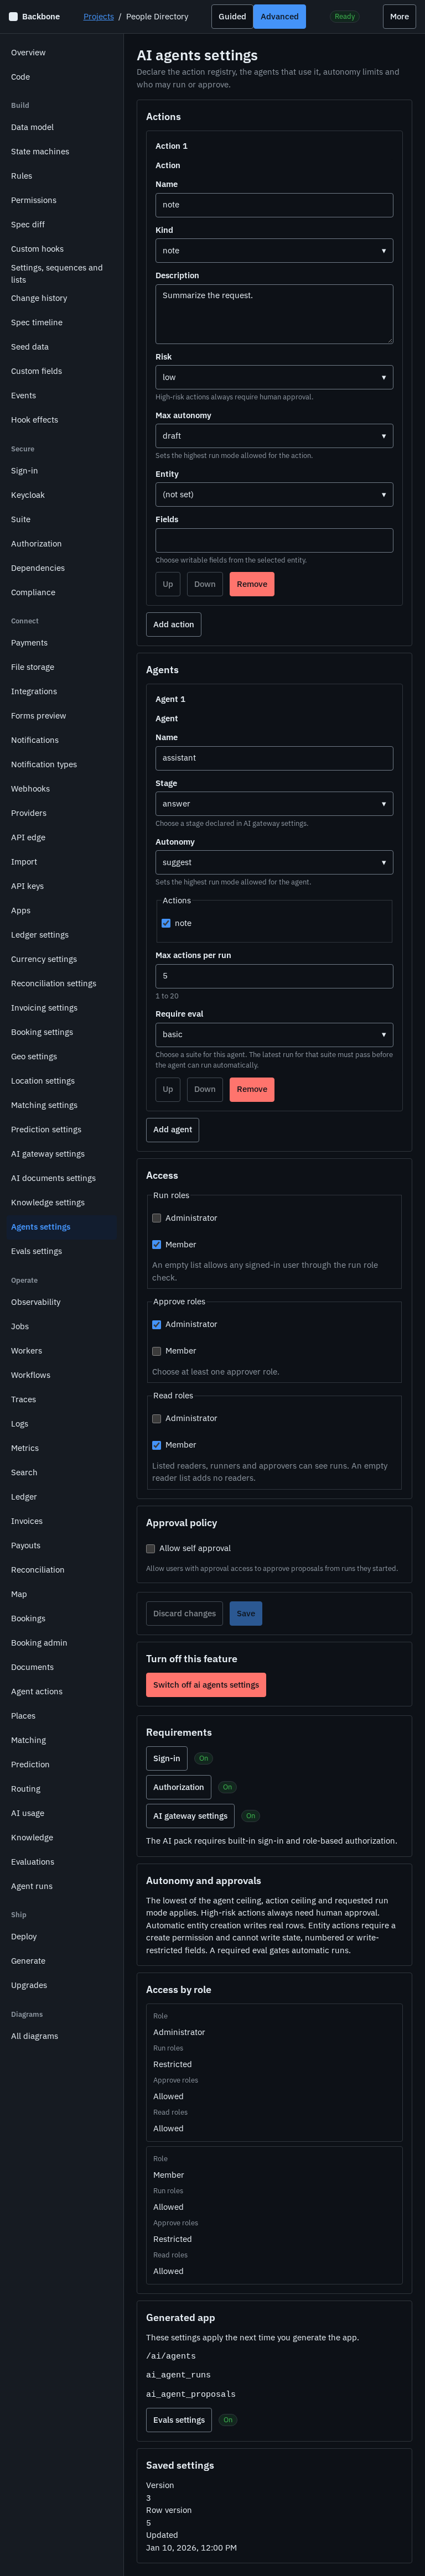 Backbone
Projects / People Directory
Guided
Advanced
Ready
More
Overview
Code
Build
Data model
State machines
Rules
Permissions
Spec diff
Custom hooks
Settings, sequences and
lists
Change history
Spec timeline
Seed data
Custom fields
Events
Hook effects
Secure
Sign-in
Keycloak
Suite
Authorization
Dependencies
Compliance
Connect
Payments
File storage
Integrations
Forms preview
Notifications
Notification types
Webhooks
Providers
API edge
Import
API keys
Apps
Ledger settings
Currency settings
Reconciliation settings
Invoicing settings
Booking settings
Geo settings
Location settings
Matching settings
Prediction settings
AI gateway settings
AI documents settings
Knowledge settings
Agents settings
Evals settings
Operate
Observability
Jobs
Workers
Workflows
Traces
Logs
Metrics
Search
Ledger
Invoices
Payouts
Reconciliation
Map
Bookings
Booking admin
Documents
Agent actions
Places
Matching
Prediction
Routing
AI usage
Knowledge
Evaluations
Agent runs
Ship
Deploy
Generate
Upgrades
Diagrams
All diagrams
AI agents settings
Declare the action registry, the agents that use it, autonomy limits and
who may run or approve.
Actions
Action 1
Action
Name
note
Kind
note
Description
Summarize the request.
Risk
low
High-risk actions always require human approval.
Max autonomy
draft
Sets the highest run mode allowed for the action.
Entity
(not set)
Fields
Choose writable fields from the selected entity.
Up
Down
Remove
Add action
Agents
Agent 1
Agent
Name
assistant
Stage
answer
Choose a stage declared in AI gateway settings.
Autonomy
suggest
Sets the highest run mode allowed for the agent.
Actions
note
Max actions per run
5
1 to 20
Require eval
basic
Choose a suite for this agent. The latest run for that suite must pass before
the agent can run automatically.
Up
Down
Remove
Add agent
Access
Run roles
Administrator
Member
An empty list allows any signed-in user through the run role
check.
Approve roles
Administrator
Member
Choose at least one approver role.
Read roles
Administrator
Member
Listed readers, runners and approvers can see runs. An empty
reader list adds no readers.
Approval policy
Allow self approval
Allow users with approval access to approve proposals from runs they started.
Discard changes
Save
Turn off this feature
Switch off ai agents settings
Requirements
Sign-in
On
Authorization
On
AI gateway settings
On
The AI pack requires built-in sign-in and role-based authorization.
Autonomy and approvals
The lowest of the agent ceiling, action ceiling and requested run
mode applies. High-risk actions always need human approval.
Automatic entity creation writes real rows. Entity actions require a
create permission and cannot write state, numbered or write-
restricted fields. A required eval gates automatic runs.
Access by role
Role
Administrator
Run roles
Restricted
Approve roles
Allowed
Read roles
Allowed
Role
Member
Run roles
Allowed
Approve roles
Restricted
Read roles
Allowed
Generated app
These settings apply the next time you generate the app.
/ai/agents
ai_agent_runs
ai_agent_proposals
Evals settings
On
Saved settings
Version
3
Row version
5
Updated
Jan 10, 2026, 12:00 PM